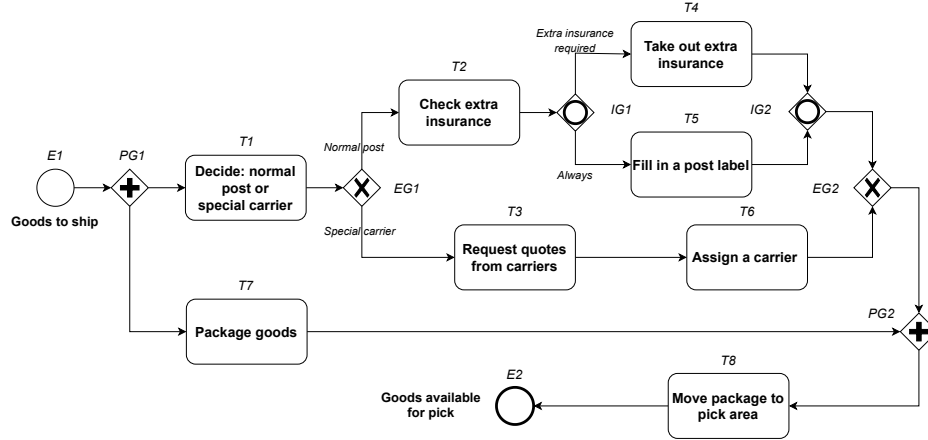 T4
Extra insurance
required
Take out extra
insurance
T2
Check extra
insurance
IG1
IG2
T5
Fill in a post label
Always
Normal post
E1
PG1
T1
Decide: normal
post or
special carrier
EG1
EG2
Goods to ship
Special carrier
T3
Request quotes
from carriers
T6
Assign a carrier
T7
Package goods
PG2
E2
Goods available
for pick
T8
Move package to
pick area